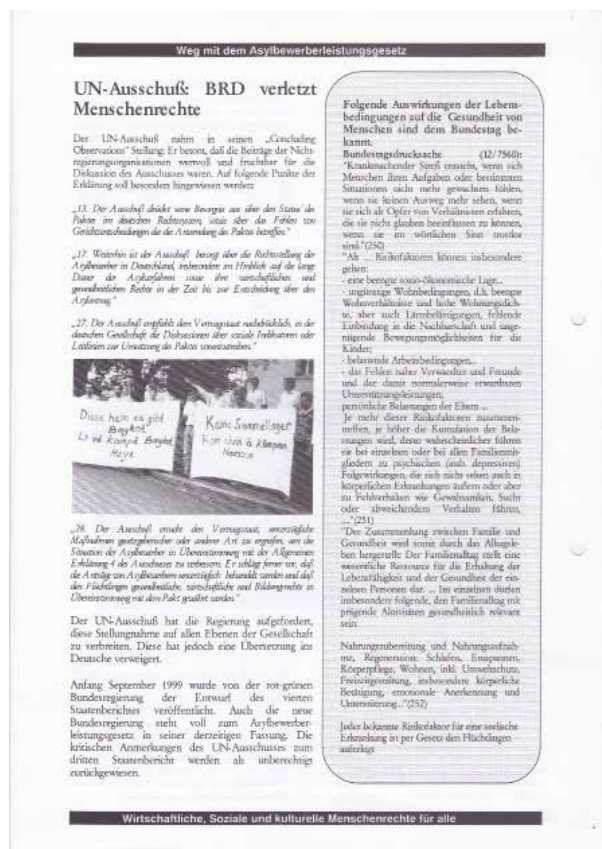 Weg mit dem Asylbewerberleistungsgesetz
UN-Ausschuß: BRD verletzt
Menschenrechte
Der UN-Ausschuß nahm in seinen „Concluding
Observations" Stellung: Er betont, daß die Beiträge der Nicht-
regierungsorganisationen wertvoll und fruchtbar für die
Diskussion des Ausschusses waren. Auf folgende Punkte der
Erklärung soll besonders hingewiesen werden:
„13. Der Ausschuß drückt seine Besorgnis aus über den Status des
Paktes im deutschen Rechtssystem, sowie über das Fehlen von
Gerichtsentscheidungen die die Anwendung des Paktes betreffen."
„17. Weiterhin ist der Ausschuß besorgt über die Rechtsstellung der
Asylbewerber in Deutschland, insbesondere im Hinblick auf die lange
Dauer der Asylverfahren sowie ihre wirtschaftlichen und
gesundheitlichen Rechte in der Zeit bis zur Entscheidung über den
Asylantrag."
„27. Der Ausschuß empfiehlt dem Vertragsstaat nachdrücklich, in der
deutschen Gesellschaft die Diskussionen über soziale Indikatoren oder
Leitlinien zur Umsetzung des Paktes voranzutreiben."
Diese heim es gibt
Boykot
Keine Sammellager
„28. Der Ausschuß ersucht den Vertragsstaat, unverzügliche
Maßnahmen gesetzgeberischer oder anderer Art zu ergreifen, um die
Situation der Asylbewerber in Übereinstimmung mit der Allgemeinen
Erklärung 4 des Ausschusses zu verbessern. Er schlägt ferner vor, daß
die Anträge von Asylbewerbern unverzüglich behandelt werden und daß
den Flüchtlingen gesundheitliche, wirtschaftliche und Bildungsrechte in
Übereinstimmung mit dem Pakt gewährt werden."
Der UN-Ausschuß hat die Regierung aufgefordert,
diese Stellungnahme auf allen Ebenen der Gesellschaft
zu verbreiten. Diese hat jedoch eine Übersetzung ins
Deutsche verweigert.
Anfang September 1999 wurde von der rot-grünen
Bundesregierung der Entwurf des vierten
Staatenberichtes veröffentlicht. Auch die neue
Bundesregierung steht voll zum Asylbewerber-
leistungsgesetz in seiner derzeitigen Fassung. Die
kritischen Anmerkungen des UN-Ausschusses zum
dritten Staatenbericht werden als unberechtigt
zurückgewiesen.
Folgende Auswirkungen der Lebens-
bedingungen auf die Gesundheit von
Menschen sind dem Bundestag be-
kannt.
Bundestagsdrucksache (12/7560):
"Krankmachender Streß entsteht, wenn sich
Menschen ihren Aufgaben oder bestimmten
Situationen nicht mehr gewachsen fühlen,
wenn sie keinen Ausweg mehr sehen, wenn
sie sich als Opfer von Verhältnissen erfahren,
die sie nicht glauben beeinflussen zu können,
wenn sie im wörtlichen Sinn trostlos
sind."(250)
"Als ... Risikofaktoren können insbesondere
gelten:
- eine beengte sozio-ökonomische Lage...
- ungünstige Wohnbedingungen, d.h. beengte
Wohnverhältnisse und hohe Wohnungsdich-
te, aber auch Lärmbelästigungen, fehlende
Einbindung in die Nachbarschaft und unge-
nügende Bewegungsmöglichkeiten für die
Kinder;
- belastende Arbeitsbedingungen...
- das Fehlen naher Verwandter und Freunde
und der damit normalerweise erwartbaren
Unterstützungsleistungen,
persönliche Belastungen der Eltern ...
Je mehr dieser Risikofaktoren zusammen-
treffen, je höher die Kumulation der Bela-
stungen wird, desto wahrscheinlicher führen
sie bei einzelnen oder bei allen Familienmit-
gliedern zu psychischen (insb. depressiven)
Folgewirkungen, die sich nicht selten auch in
körperlichen Erkrankungen äußern oder aber
zu Fehlverhalten wie Gewaltsamkeit, Sucht
oder abweichendem Verhalten führen,
...."(251)
"Der Zusammenhang zwischen Familie und
Gesundheit wird somit durch das Alltagsle-
ben hergestellt: Der Familienalltag stellt eine
wesentliche Ressource für die Erhaltung der
Lebensfähigkeit und der Gesundheit der ein-
zelnen Personen dar. ... Im einzelnen dürfen
insbesondere folgende, den Familienalltag mit
prägende Aktivitäten gesundheitlich relevant
sein:
Nahrungszubereitung und Nahrungsaufnah-
me, Regeneration: Schlafen, Entspannen,
Körperpflege, Wohnen, inkl. Umweltschutz,
Freizeitgestaltung, insbesondere körperliche
Betätigung, emotionale Anerkennung und
Unterstützung..."(252)
Jeder bekannte Risikofaktor für eine seelische
Erkrankung ist per Gesetz den Flüchtlingen
auferlegt
Wirtschaftliche, Soziale und kulturelle Menschenrechte für alle